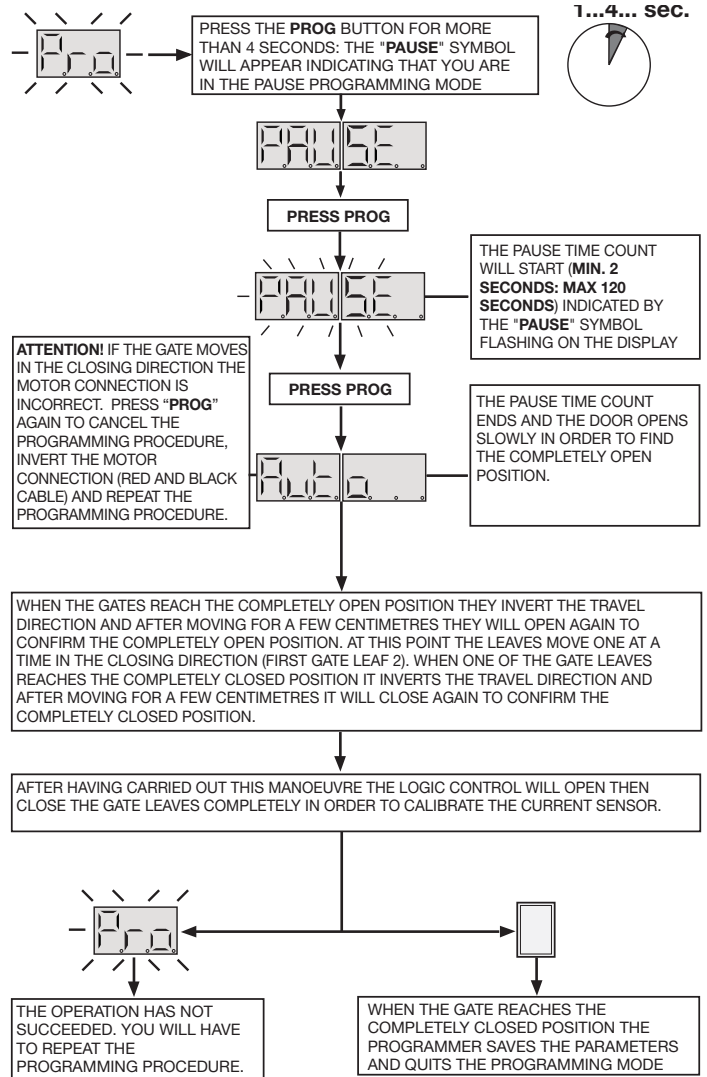 1...4... sec.
Pro
PRESS THE PROG BUTTON FOR MORE
THAN 4 SECONDS: THE "PAUSE" SYMBOL
WILL APPEAR INDICATING THAT YOU ARE
IN THE PAUSE PROGRAMMING MODE
PAUSE
PRESS PROG
PAUSE
THE PAUSE TIME COUNT
WILL START (MIN. 2
SECONDS: MAX 120
SECONDS) INDICATED BY
THE "PAUSE" SYMBOL
FLASHING ON THE DISPLAY
ATTENTION! IF THE GATE MOVES
IN THE CLOSING DIRECTION THE
MOTOR CONNECTION IS
INCORRECT. PRESS “PROG”
AGAIN TO CANCEL THE
PROGRAMMING PROCEDURE,
INVERT THE MOTOR
CONNECTION (RED AND BLACK
CABLE) AND REPEAT THE
PROGRAMMING PROCEDURE.
PRESS PROG
Auto
THE PAUSE TIME COUNT
ENDS AND THE DOOR OPENS
SLOWLY IN ORDER TO FIND
THE COMPLETELY OPEN
POSITION.
WHEN THE GATES REACH THE COMPLETELY OPEN POSITION THEY INVERT THE TRAVEL
DIRECTION AND AFTER MOVING FOR A FEW CENTIMETRES THEY WILL OPEN AGAIN TO
CONFIRM THE COMPLETELY OPEN POSITION. AT THIS POINT THE LEAVES MOVE ONE AT A
TIME IN THE CLOSING DIRECTION (FIRST GATE LEAF 2). WHEN ONE OF THE GATE LEAVES
REACHES THE COMPLETELY CLOSED POSITION IT INVERTS THE TRAVEL DIRECTION AND
AFTER MOVING FOR A FEW CENTIMETRES IT WILL CLOSE AGAIN TO CONFIRM THE
COMPLETELY CLOSED POSITION.
AFTER HAVING CARRIED OUT THIS MANOEUVRE THE LOGIC CONTROL WILL OPEN THEN
CLOSE THE GATE LEAVES COMPLETELY IN ORDER TO CALIBRATE THE CURRENT SENSOR.
Pro
THE OPERATION HAS NOT
SUCCEEDED. YOU WILL HAVE
TO REPEAT THE
PROGRAMMING PROCEDURE.
WHEN THE GATE REACHES THE
COMPLETELY CLOSED POSITION THE
PROGRAMMER SAVES THE PARAMETERS
AND QUITS THE PROGRAMMING MODE